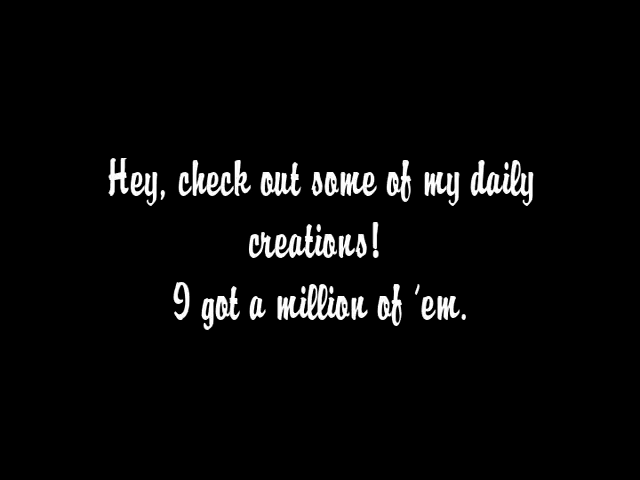 Hey, check out some of my daily
creations!
I got a million of 'em.